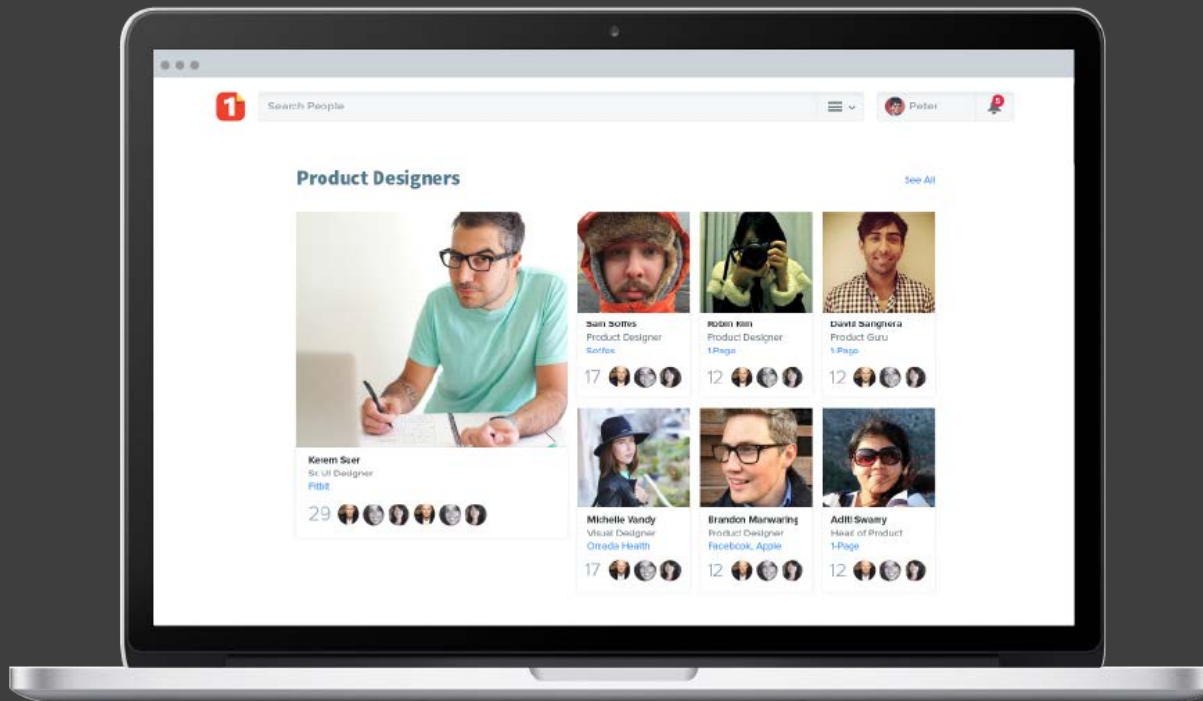 1
Search People
Peter
5
Product Designers
See All
Kerem Suer
Sr. UI Designer
Fitbit
29
Sam Soffes
Product Designer
Soffes
17
Robin Kim
Product Designer
1-Page
12
David Sanghera
Product Guru
1-Page
12
Michelle Vandy
Visual Designer
Omada Health
17
Brandon Manwaring
Product Designer
Facebook, Apple
12
Aditi Swamy
Head of Product
1-Page
12